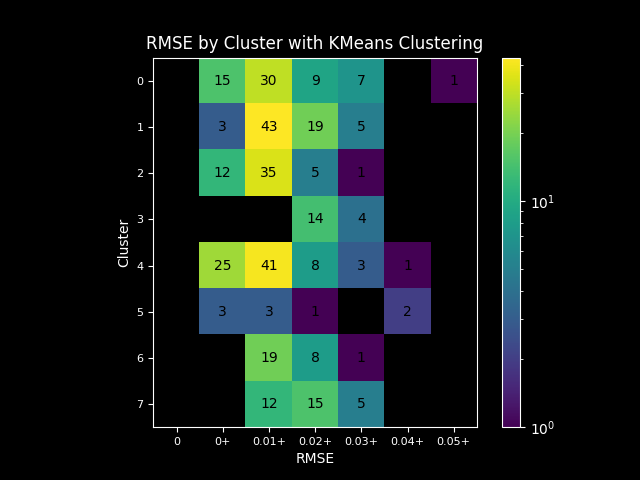 RMSE by Cluster with KMeans Clustering
0 15 30 9 7 1
1 3 43 19 5
2 12 35 5 1
3 14 4
4 25 41 8 3 1
5 3 3 1 2
6 19 8 1
7 12 15 5
Cluster
0 0+ 0.01+ 0.02+ 0.03+ 0.04+ 0.05+
RMSE
10¹
10⁰